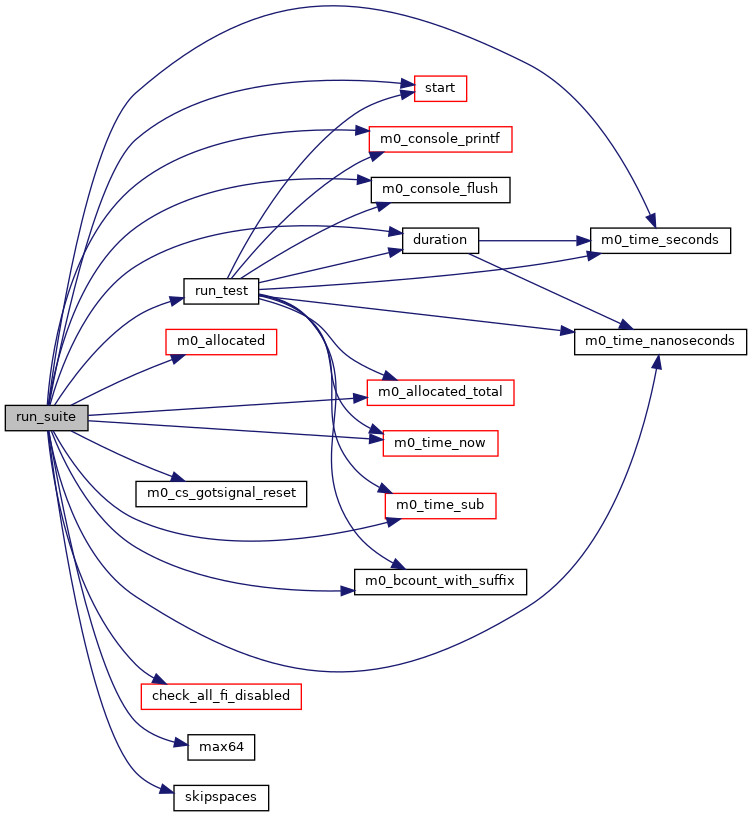 start
m0_console_printf
m0_console_flush
duration
m0_time_seconds
run_test
m0_allocated
m0_time_nanoseconds
m0_allocated_total
run_suite
m0_time_now
m0_cs_gotsignal_reset
m0_time_sub
m0_bcount_with_suffix
check_all_fi_disabled
max64
skipspaces